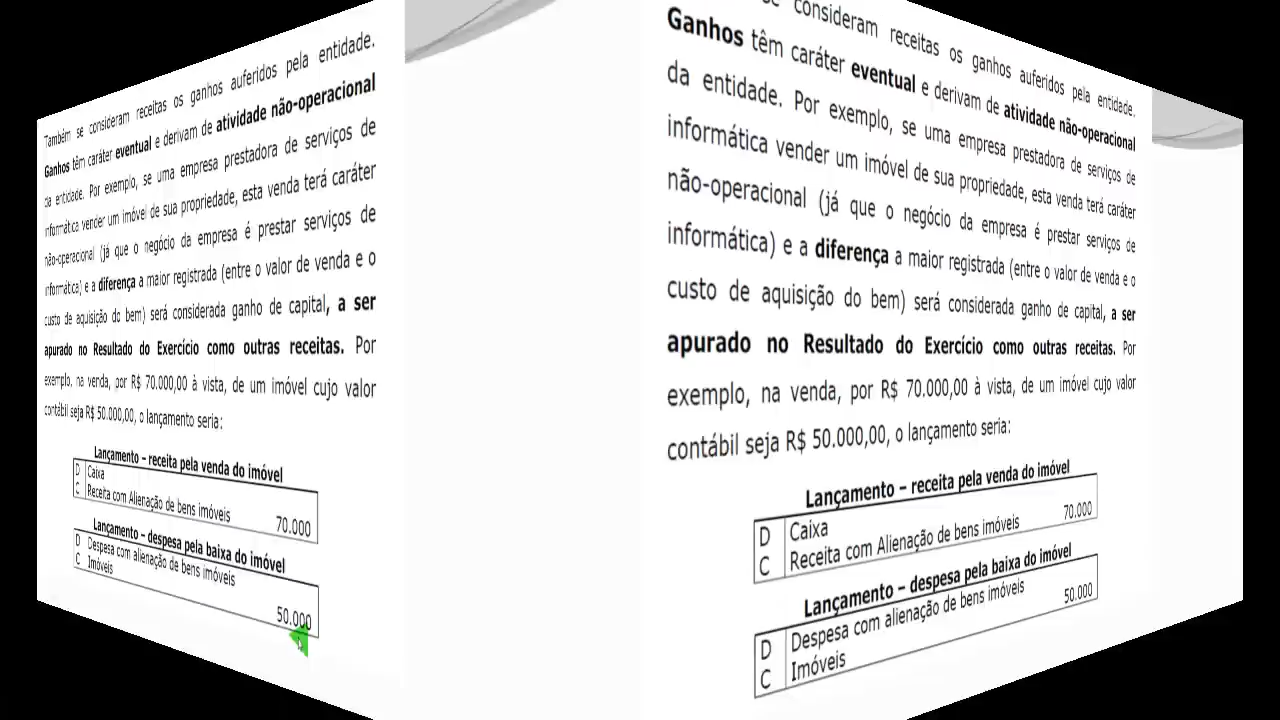 Também se consideram receitas os ganhos auferidos pela entidade.
Ganhos têm caráter eventual e derivam de atividade não-operacional
da entidade. Por exemplo, se uma empresa prestadora de serviços de
informática vender um imóvel de sua propriedade, esta venda terá caráter
não-operacional (já que o negócio da empresa é prestar serviços de
informática) e a diferença a maior registrada (entre o valor de venda e o
custo de aquisição do bem) será considerada ganho de capital, a ser
apurado no Resultado do Exercício como outras receitas. Por
exemplo, na venda, por R$ 70.000,00 à vista, de um imóvel cujo valor
contábil seja R$ 50.000,00, o lançamento seria:
Lançamento – receita pela venda do imóvel
D Caixa
C Receita com Alienação de bens imóveis 70.000
Lançamento – despesa pela baixa do imóvel
D Despesa com alienação de bens imóveis
C Imóveis 50.000
se consideram receitas os ganhos auferidos pela entidade.
Ganhos têm caráter eventual e derivam de atividade não-operacional
da entidade. Por exemplo, se uma empresa prestadora de serviços de
informática vender um imóvel de sua propriedade, esta venda terá caráter
não-operacional (já que o negócio da empresa é prestar serviços de
informática) e a diferença a maior registrada (entre o valor de venda e o
custo de aquisição do bem) será considerada ganho de capital, a ser
apurado no Resultado do Exercício como outras receitas. Por
exemplo, na venda, por R$ 70.000,00 à vista, de um imóvel cujo valor
contábil seja R$ 50.000,00, o lançamento seria:
Lançamento – receita pela venda do imóvel
D Caixa
C Receita com Alienação de bens imóveis 70.000
Lançamento – despesa pela baixa do imóvel
D Despesa com alienação de bens imóveis 50.000
C Imóveis